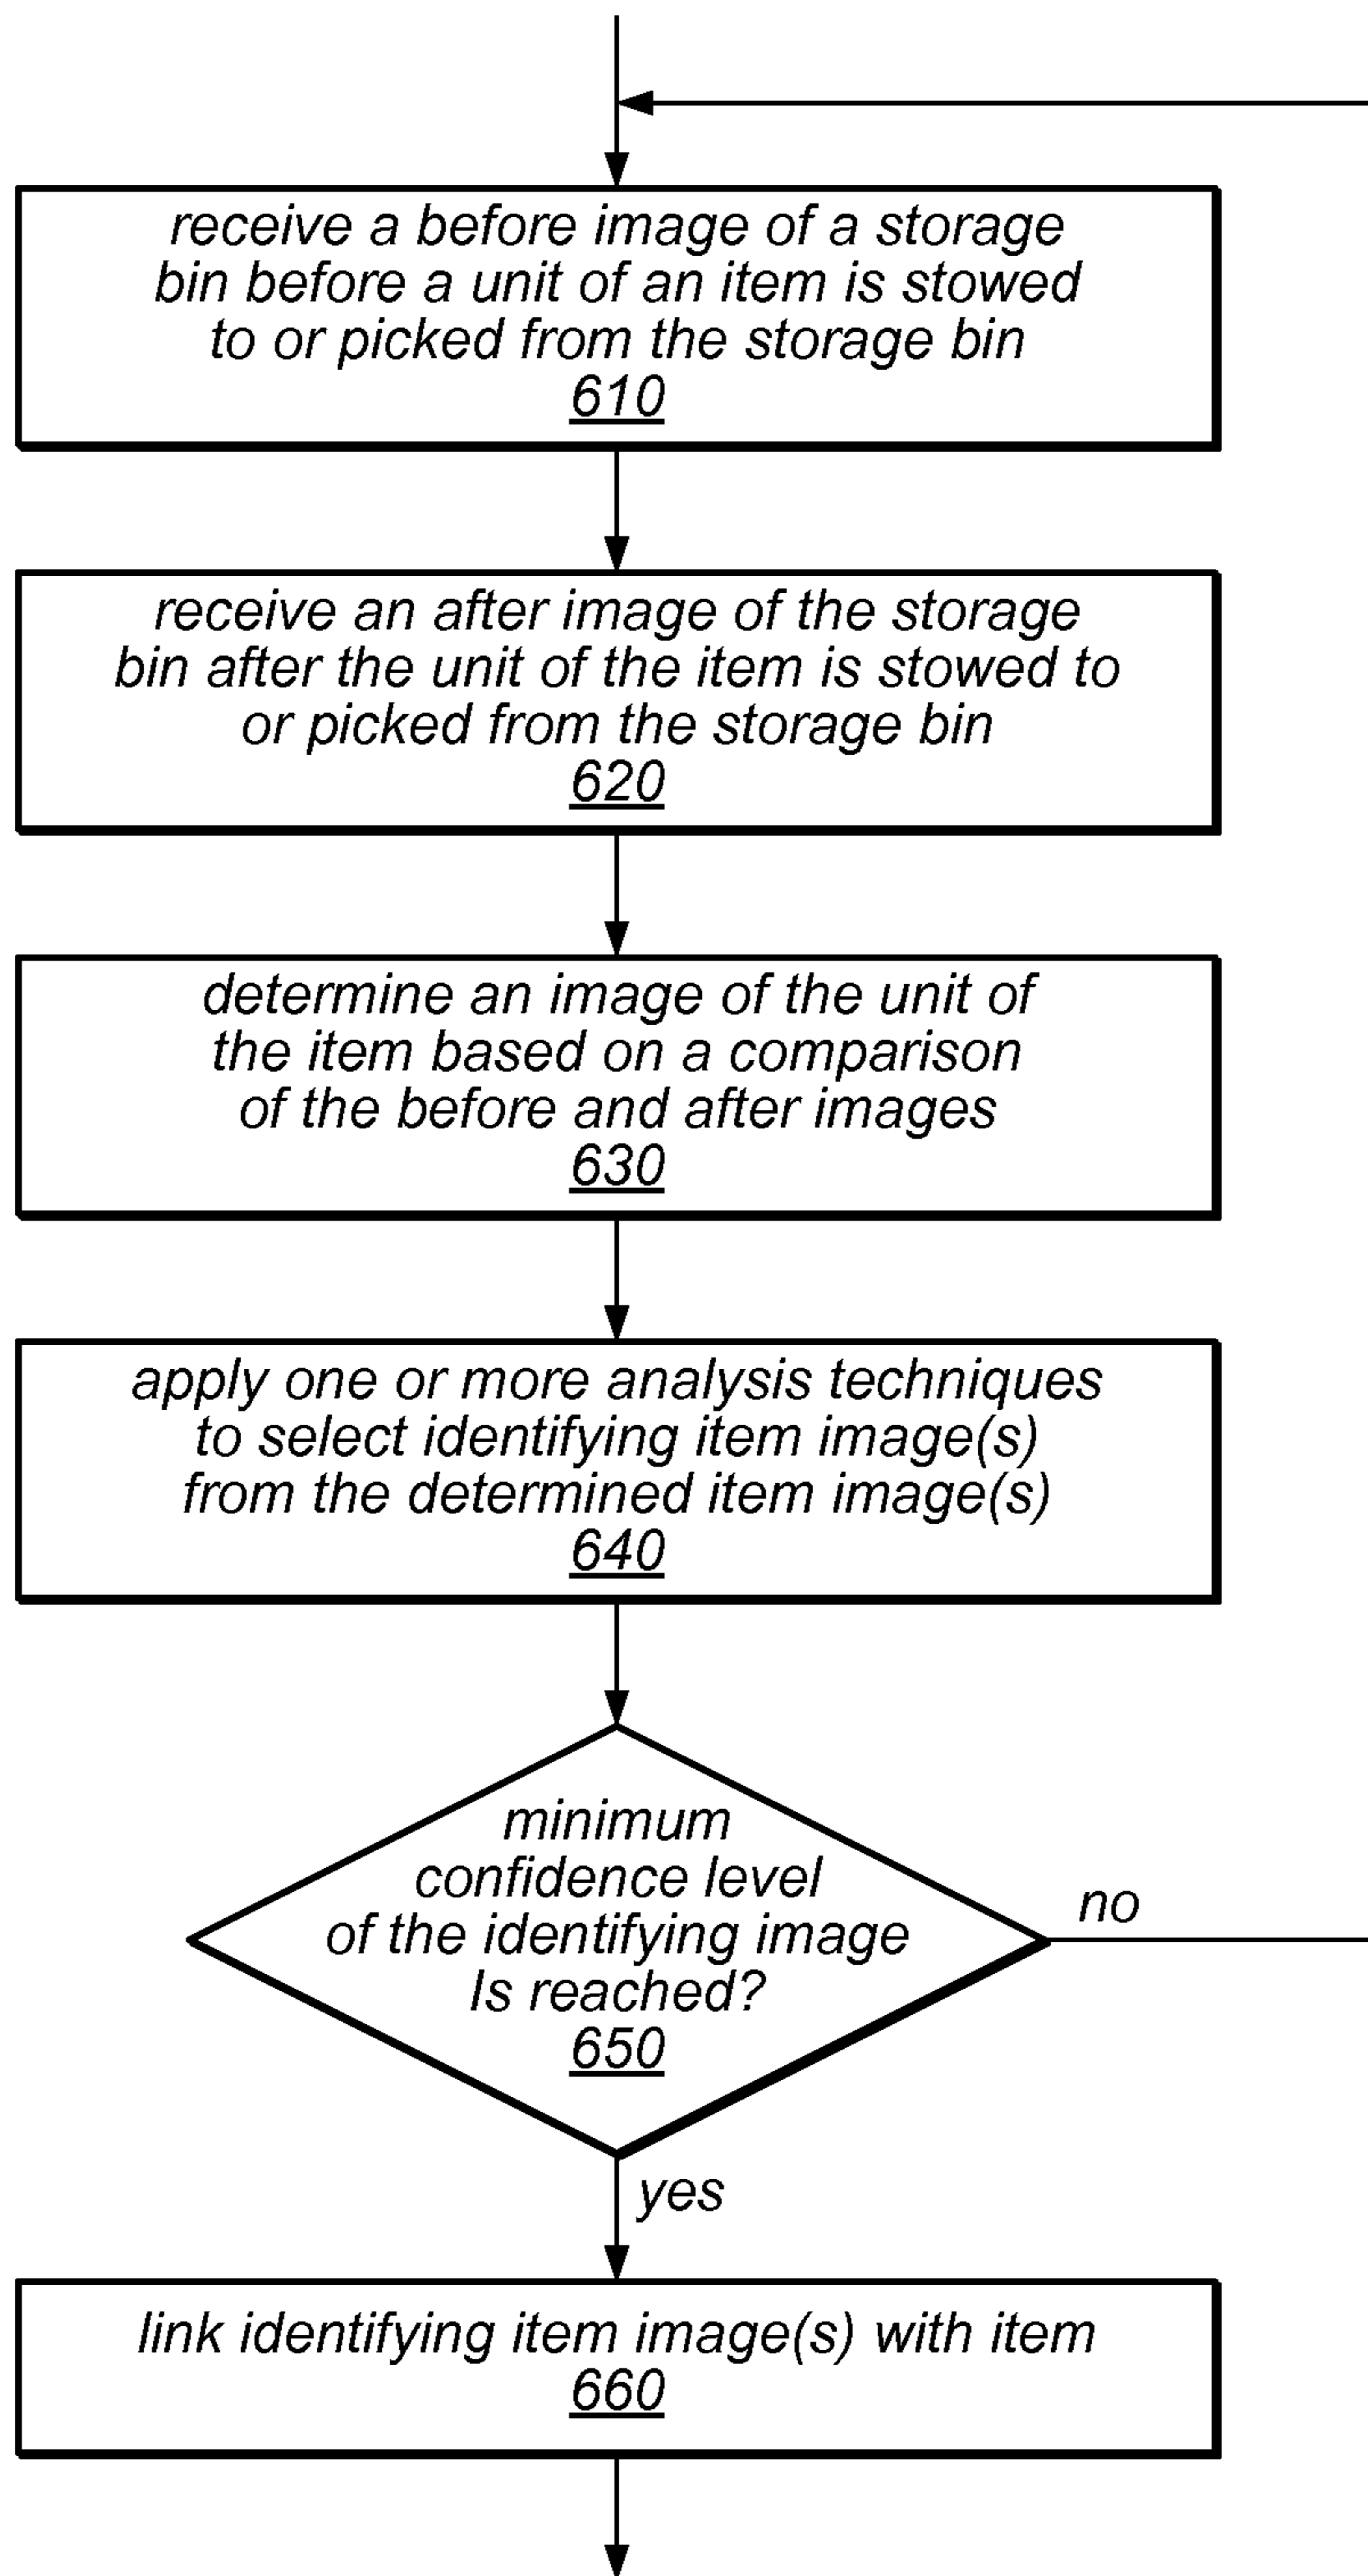 receive a before image of a storage
bin before a unit of an item is stowed
to or picked from the storage bin
610
receive an after image of the storage
bin after the unit of the item is stowed to
or picked from the storage bin
620
determine an image of the unit of
the item based on a comparison
of the before and after images
630
apply one or more analysis techniques
to select identifying item image(s)
from the determined item image(s)
640
minimum
confidence level
of the identifying image
Is reached?
650
no
yes
link identifying item image(s) with item
660